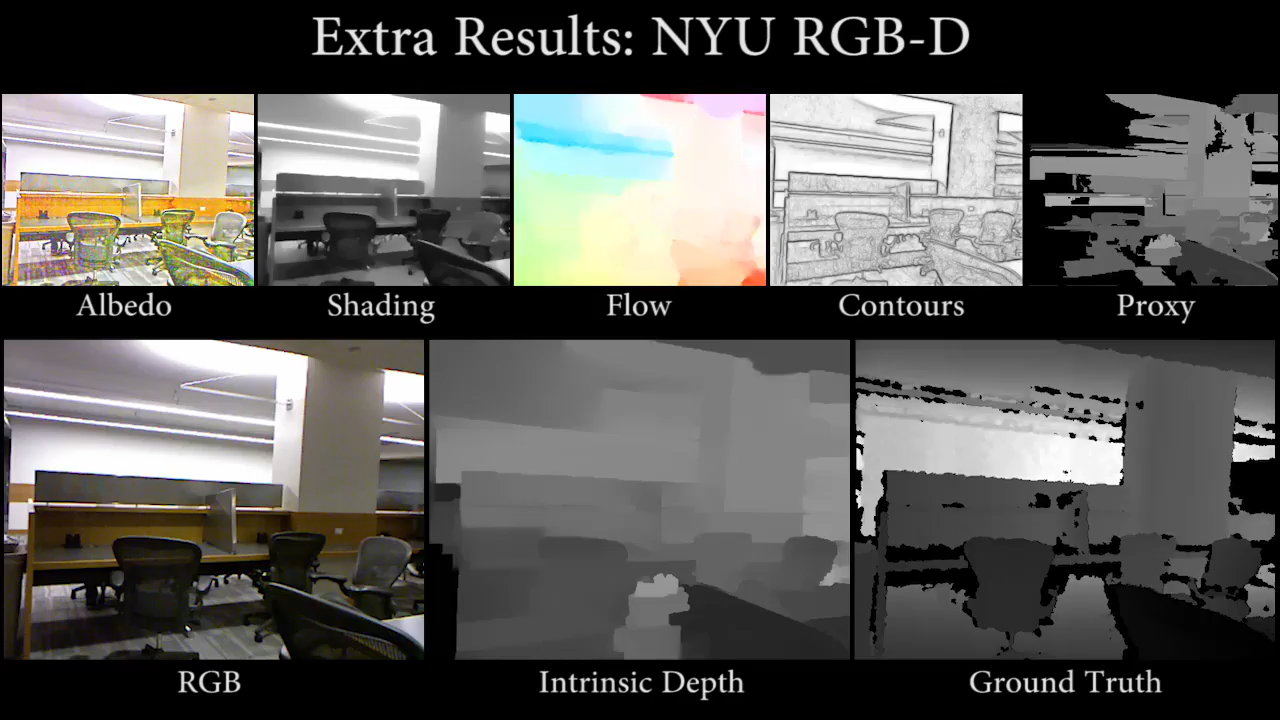 Extra Results: NYU RGB-D
Albedo Shading Flow Contours Proxy
RGB Intrinsic Depth Ground Truth